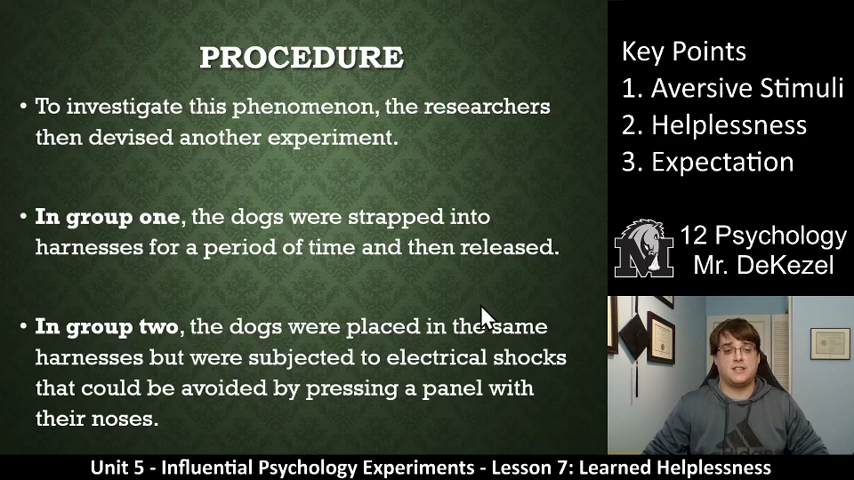 PROCEDURE
• To investigate this phenomenon, the researchers
then devised another experiment.
• In group one, the dogs were strapped into
harnesses for a period of time and then released.
• In group two, the dogs were placed in the same
harnesses but were subjected to electrical shocks
that could be avoided by pressing a panel with
their noses.
Key Points
1. Aversive Stimuli
2. Helplessness
3. Expectation
M
12 Psychology
Mr. DeKezel
Unit 5 - Influential Psychology Experiments - Lesson 7: Learned Helplessness